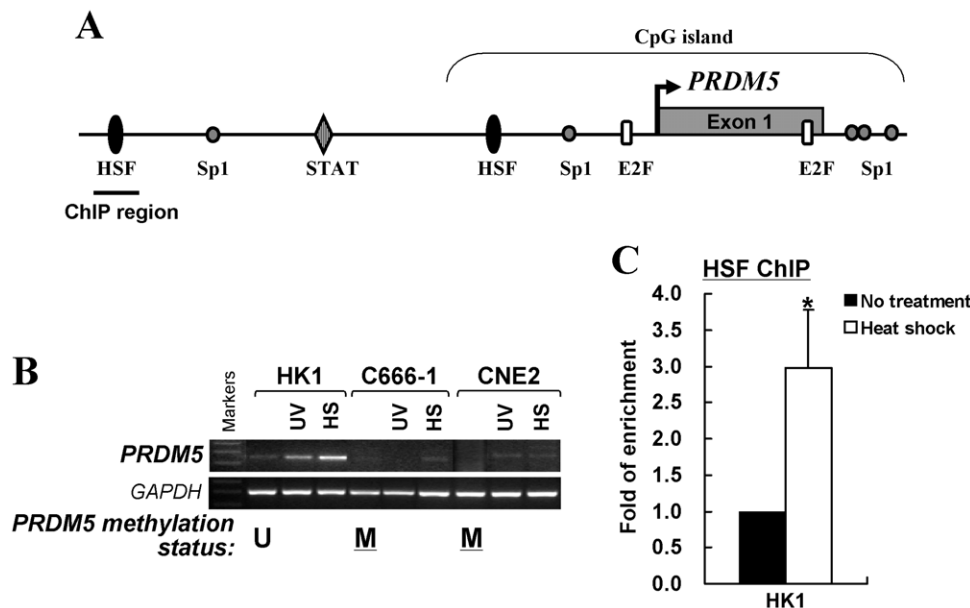 A
CpG island
PRDM5
Exon 1
HSF Sp1 STAT HSF Sp1 E2F E2F Sp1
ChIP region
B
HK1 C666-1 CNE2
Markers UV HS UV HS UV HS
PRDM5
GAPDH
PRDM5 methylation
status: U M M
C
HSF ChIP
No treatment
Heat shock
*
Fold of enrichment
4.0
3.5
3.0
2.5
2.0
1.5
1.0
0.5
0.0
HK1